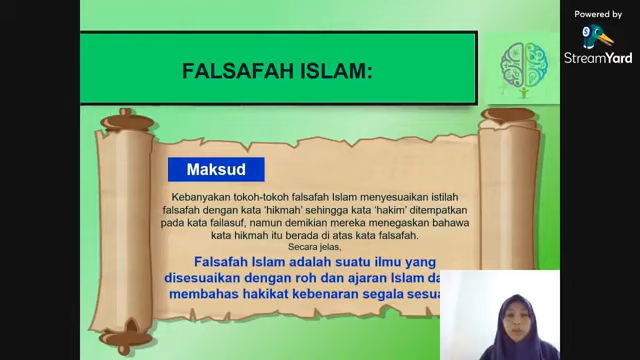 Powered by
StreamYard
FALSAFAH ISLAM:
Maksud
Kebanyakan tokoh-tokoh falsafah Islam menyesuaikan istilah
falsafah dengan kata ‘hikmah’ sehingga kata ‘hakim’ ditempatkan
pada kata failasuf, namun demikian mereka menegaskan bahawa
kata hikmah itu berada di atas kata falsafah.
Secara jelas,
Falsafah Islam adalah suatu ilmu yang
disesuaikan dengan roh dan ajaran Islam
membahas hakikat kebenaran segala